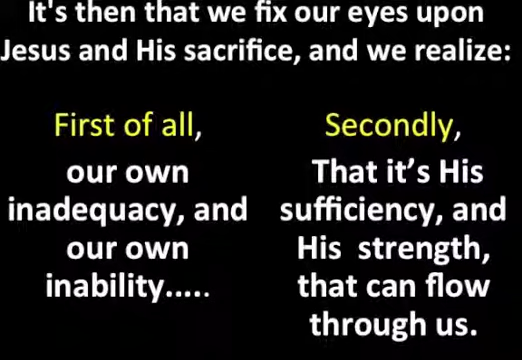 It's then that we fix our eyes upon
Jesus and His sacrifice, and we realize:
First of all,
our own
inadequacy, and
our own
inability.....
Secondly,
That it’s His
sufficiency, and
His strength,
that can flow
through us.